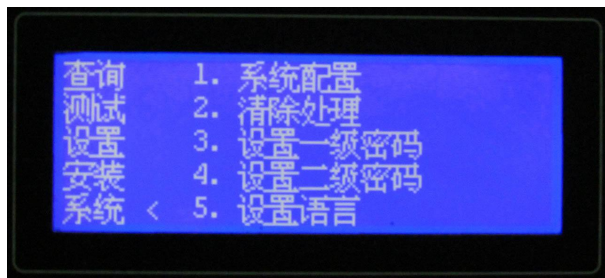 查询 1. 系统配置
测试 2. 清除处理
设置 3. 设置一级密码
安装 4. 设置二级密码
系统 < 5. 设置语言